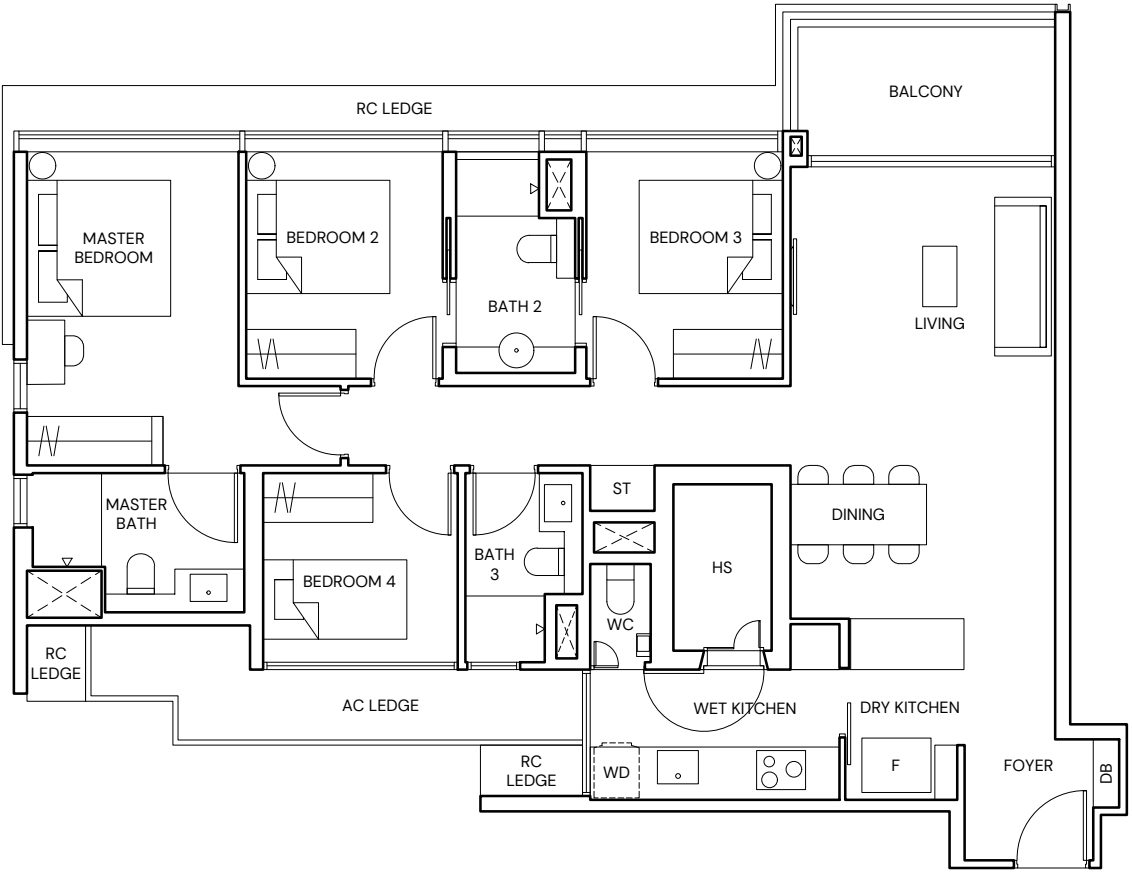 BALCONY
RC LEDGE
MASTER
BEDROOM
BEDROOM 2
BEDROOM 3
BATH 2
LIVING
ST
MASTER
BATH
DINING
BATH
3
HS
BEDROOM 4
WC
RC
LEDGE
AC LEDGE
WET KITCHEN
DRY KITCHEN
RC
LEDGE
WD
F
FOYER
DB